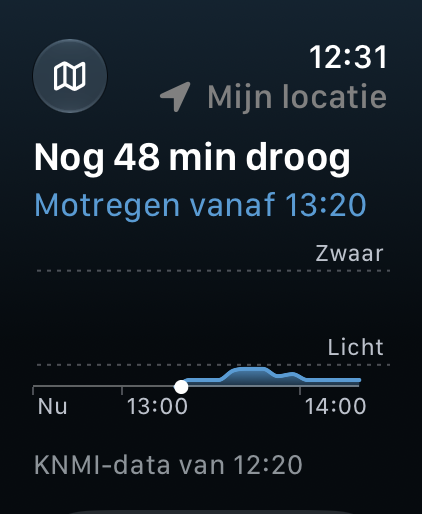 12:31
Mijn locatie
Nog 48 min droog
Motregen vanaf 13:20
Zwaar
Licht
Nu 13:00 14:00
KNMI-data van 12:20